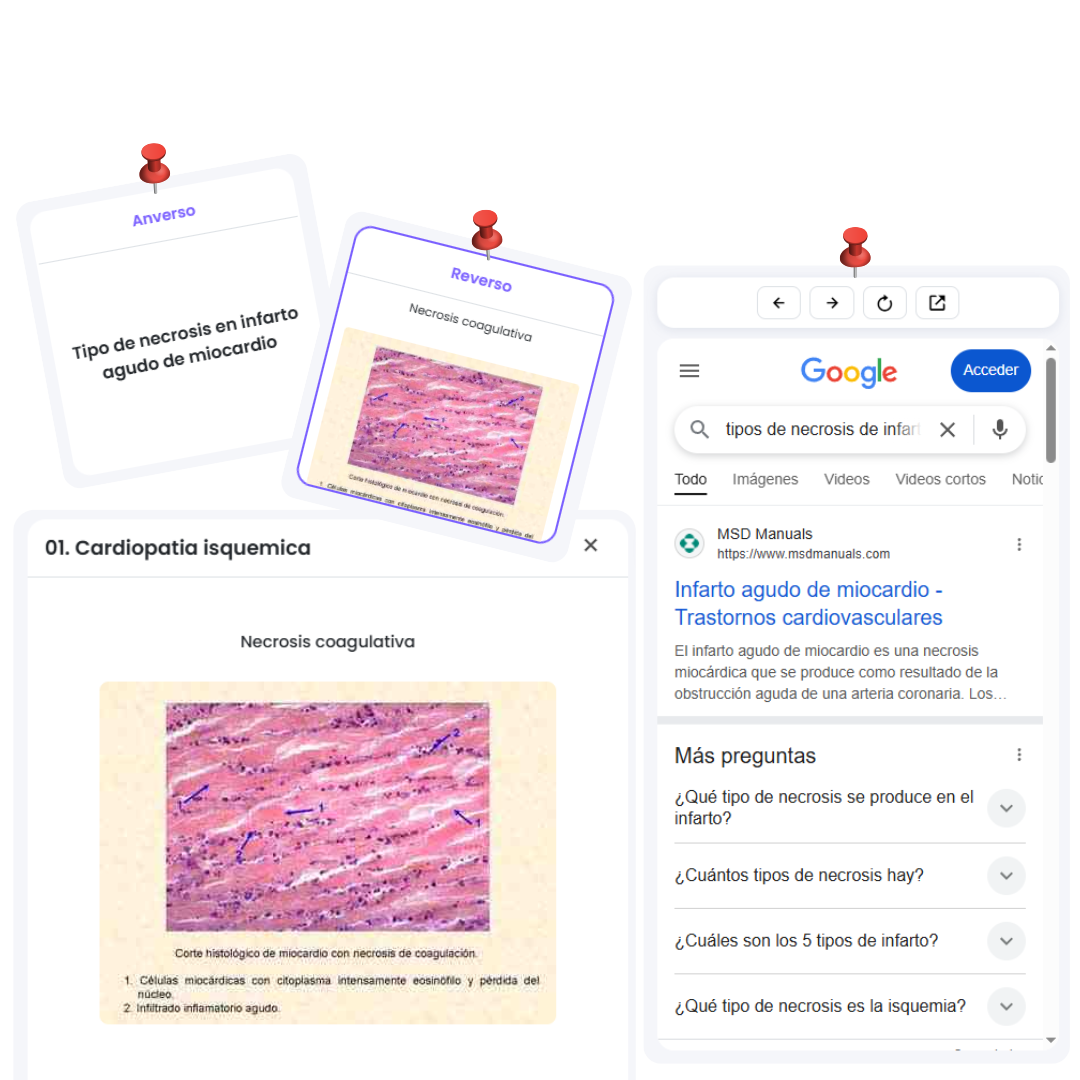 Anverso
Tipo de necrosis en infarto
agudo de miocardio
Reverso
Necrosis coagulativa
Corte histológico de miocardio con necrosis de coagulación.
1. Células miocárdicas con citoplasma intensamente eosinófilo y pérdida del
01. Cardiopatia isquemica
Necrosis coagulativa
2
1
1
1
2
Corte histológico de miocardio con necrosis de coagulación.
1. Células miocárdicas con citoplasma intensamente eosinófilo y pérdida del
núcleo.
2. Infiltrado inflamatorio agudo.
Google
Acceder
tipos de necrosis de infart
Todo Imágenes Videos Videos cortos Notic
MSD Manuals
https://www.msdmanuals.com
Infarto agudo de miocardio -
Trastornos cardiovasculares
El infarto agudo de miocardio es una necrosis
miocárdica que se produce como resultado de la
obstrucción aguda de una arteria coronaria. Los...
Más preguntas
¿Qué tipo de necrosis se produce en el
infarto?
¿Cuántos tipos de necrosis hay?
¿Cuáles son los 5 tipos de infarto?
¿Qué tipo de necrosis es la isquemia?